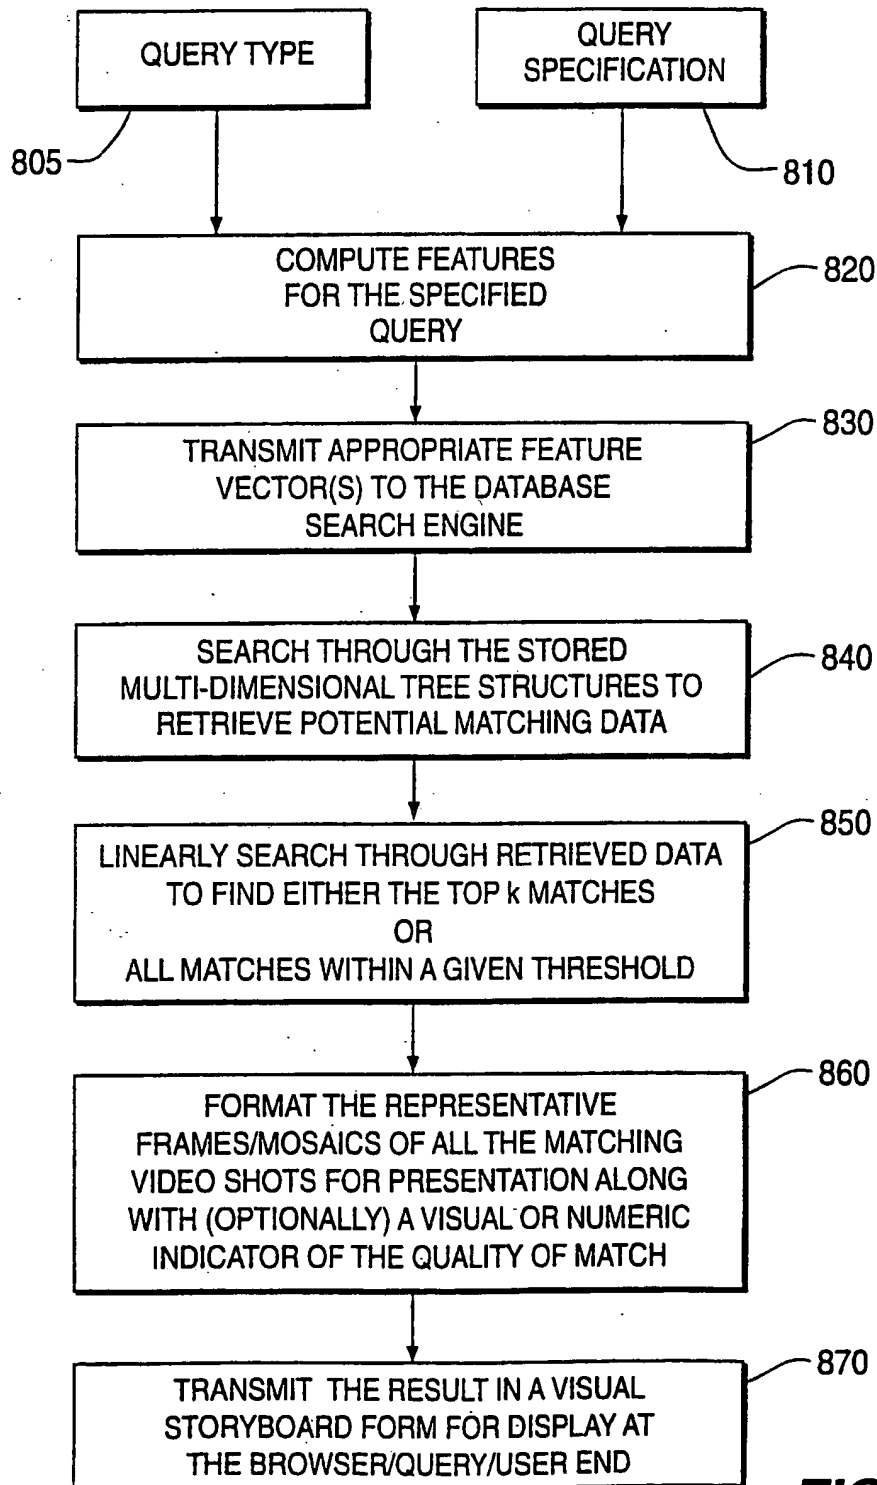 QUERY TYPE
QUERY
SPECIFICATION
805
810
COMPUTE FEATURES
FOR THE SPECIFIED
QUERY
820
TRANSMIT APPROPRIATE FEATURE
VECTOR(S) TO THE DATABASE
SEARCH ENGINE
830
SEARCH THROUGH THE STORED
MULTI-DIMENSIONAL TREE STRUCTURES TO
RETRIEVE POTENTIAL MATCHING DATA
840
LINEARLY SEARCH THROUGH RETRIEVED DATA
TO FIND EITHER THE TOP k MATCHES
OR
ALL MATCHES WITHIN A GIVEN THRESHOLD
850
FORMAT THE REPRESENTATIVE
FRAMES/MOSAICS OF ALL THE MATCHING
VIDEO SHOTS FOR PRESENTATION ALONG
WITH (OPTIONALLY) A VISUAL OR NUMERIC
INDICATOR OF THE QUALITY OF MATCH
860
TRANSMIT THE RESULT IN A VISUAL
STORYBOARD FORM FOR DISPLAY AT
THE BROWSER/QUERY/USER END
870